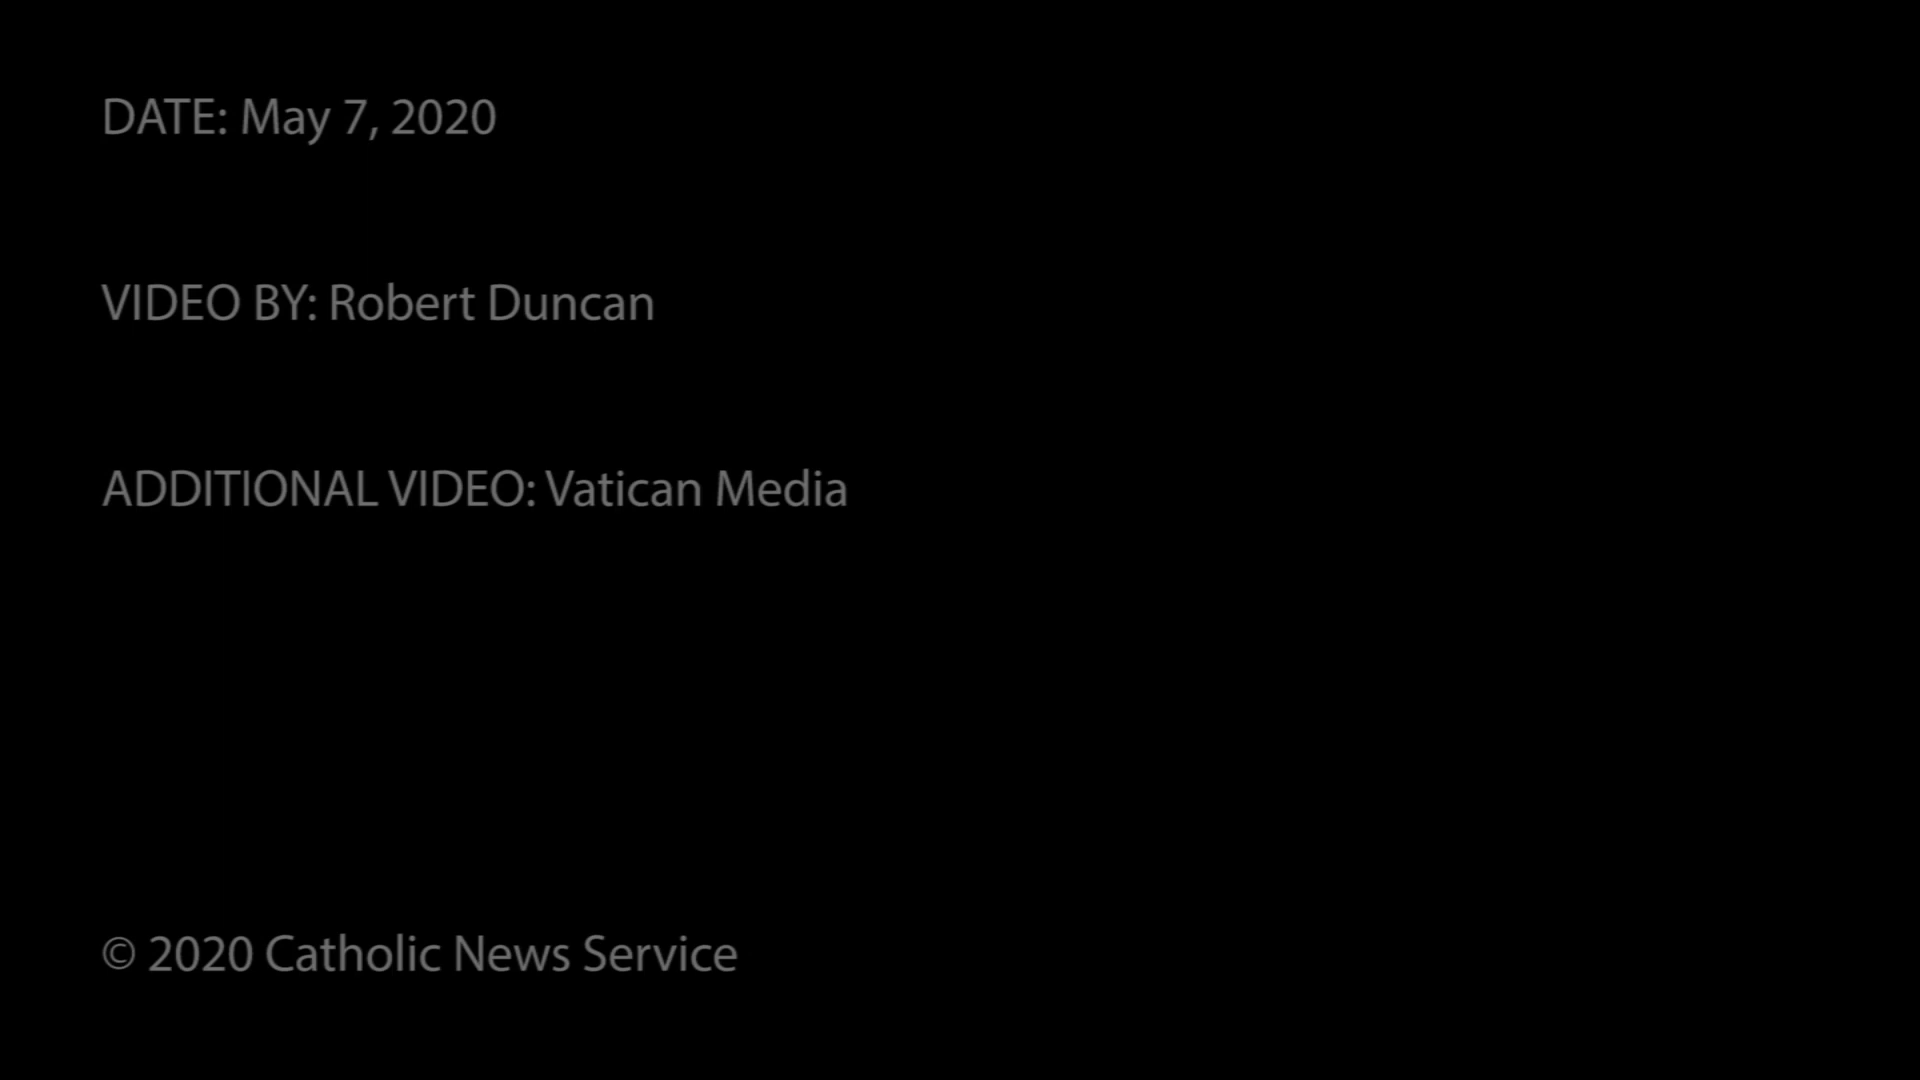 DATE: May 7, 2020
VIDEO BY: Robert Duncan
ADDITIONAL VIDEO: Vatican Media
© 2020 Catholic News Service